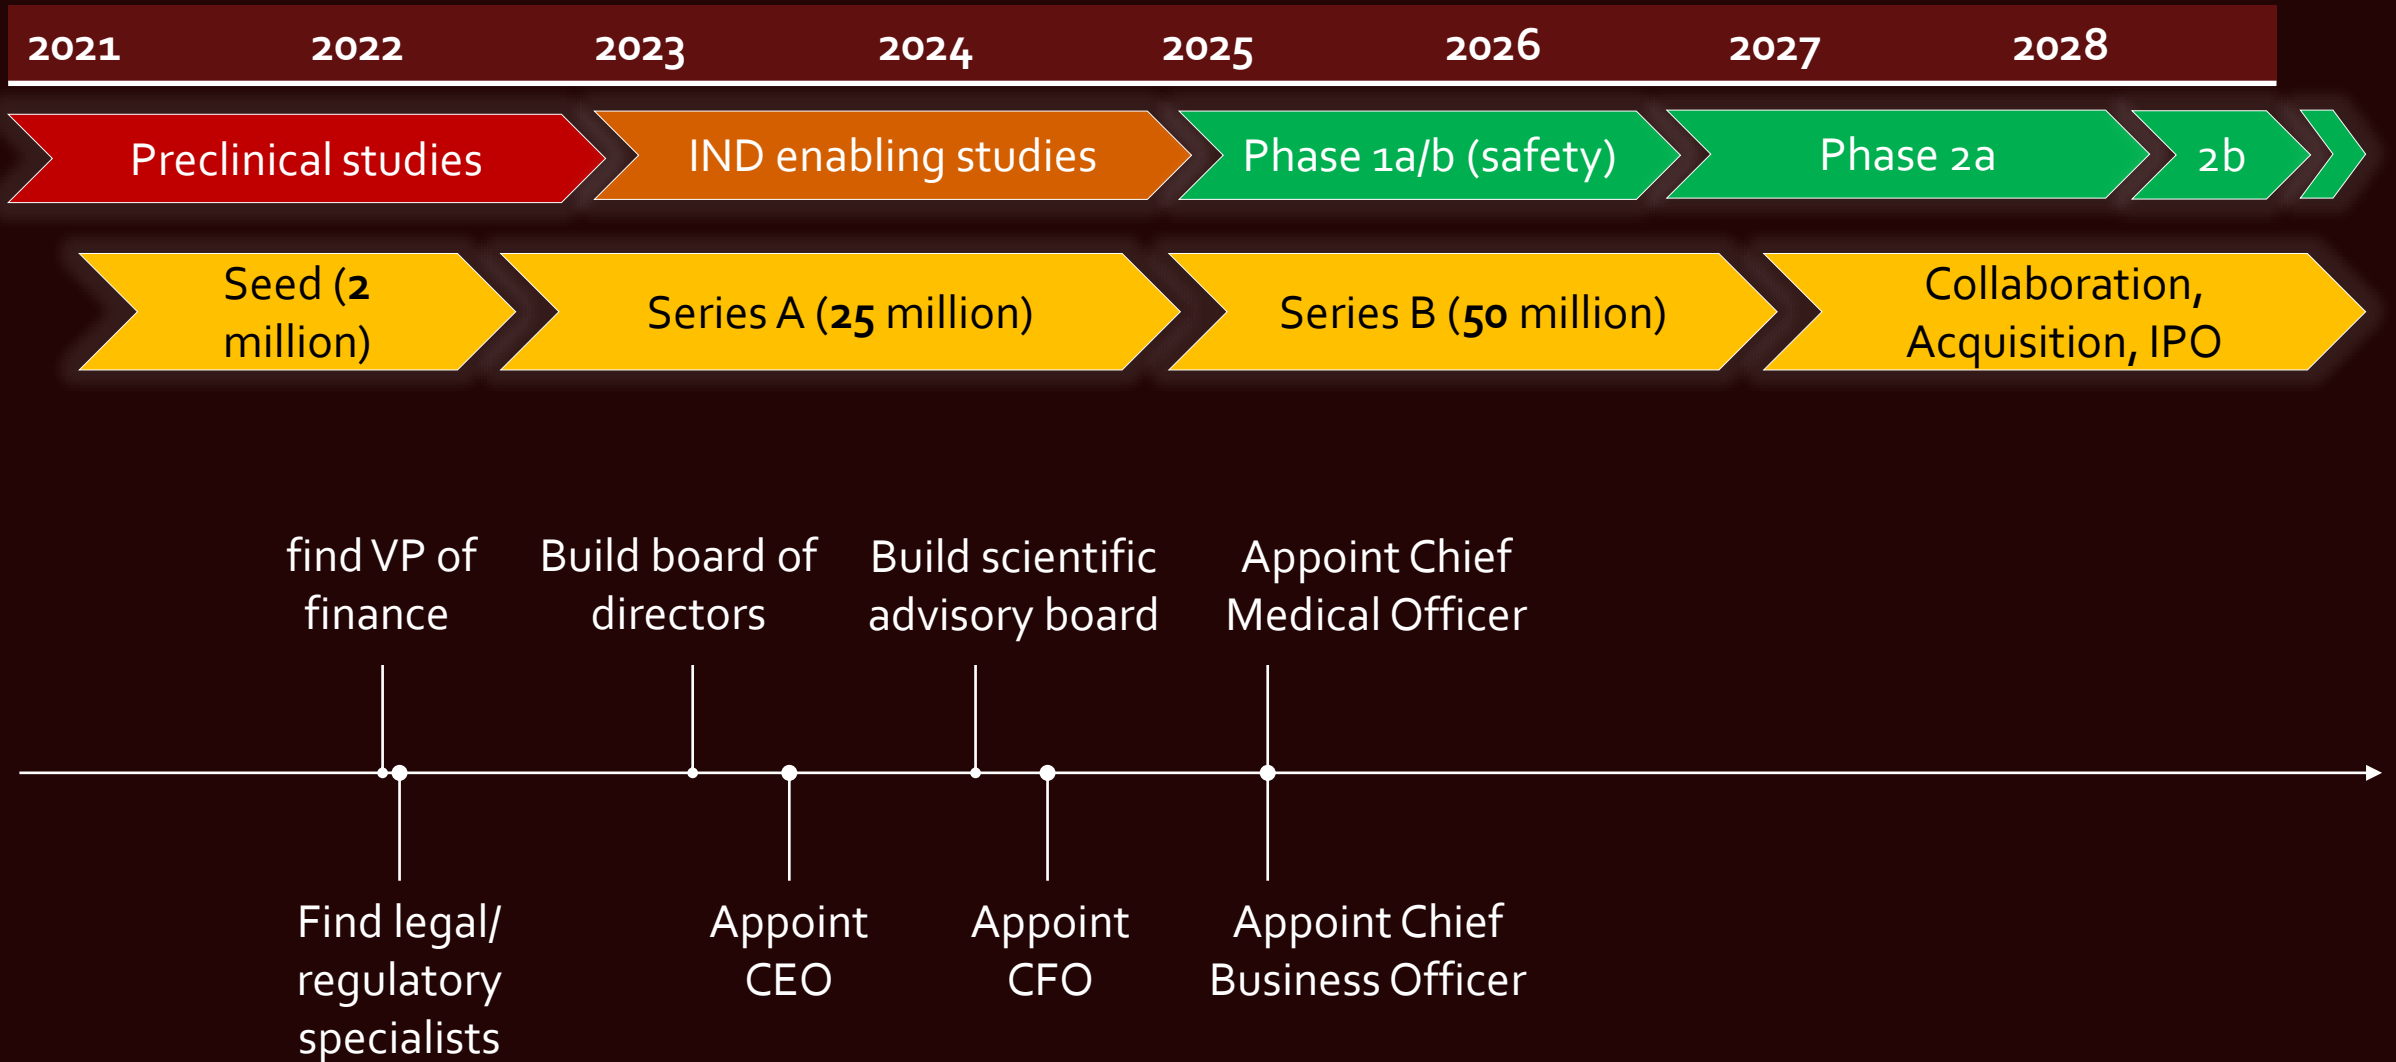 2021 2022 2023 2024 2025 2026 2027 2028
Preclinical studies
IND enabling studies
Phase 1a/b (safety)
Phase 2a
2b
Seed (2
million)
Series A (25 million)
Series B (50 million)
Collaboration,
Acquisition, IPO
find VP of
finance
Build board of
directors
Build scientific
advisory board
Appoint Chief
Medical Officer
Find legal/
regulatory
specialists
Appoint
CEO
Appoint
CFO
Appoint Chief
Business Officer